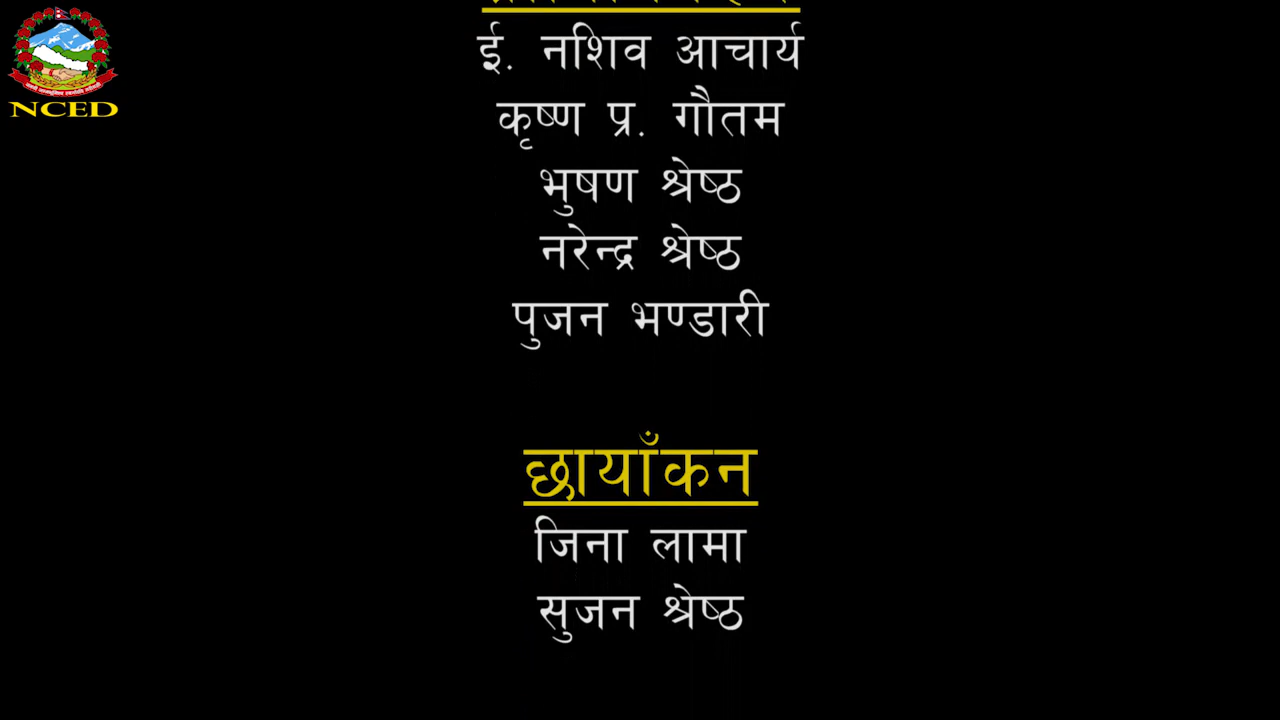 NCED
ई. नशिव आचार्य
कृष्ण प्र. गौतम
भुषण श्रेष्ठ
नरेन्द्र श्रेष्ठ
पुजन भण्डारी
छायाँकन
जिना लामा
सुजन श्रेष्ठ